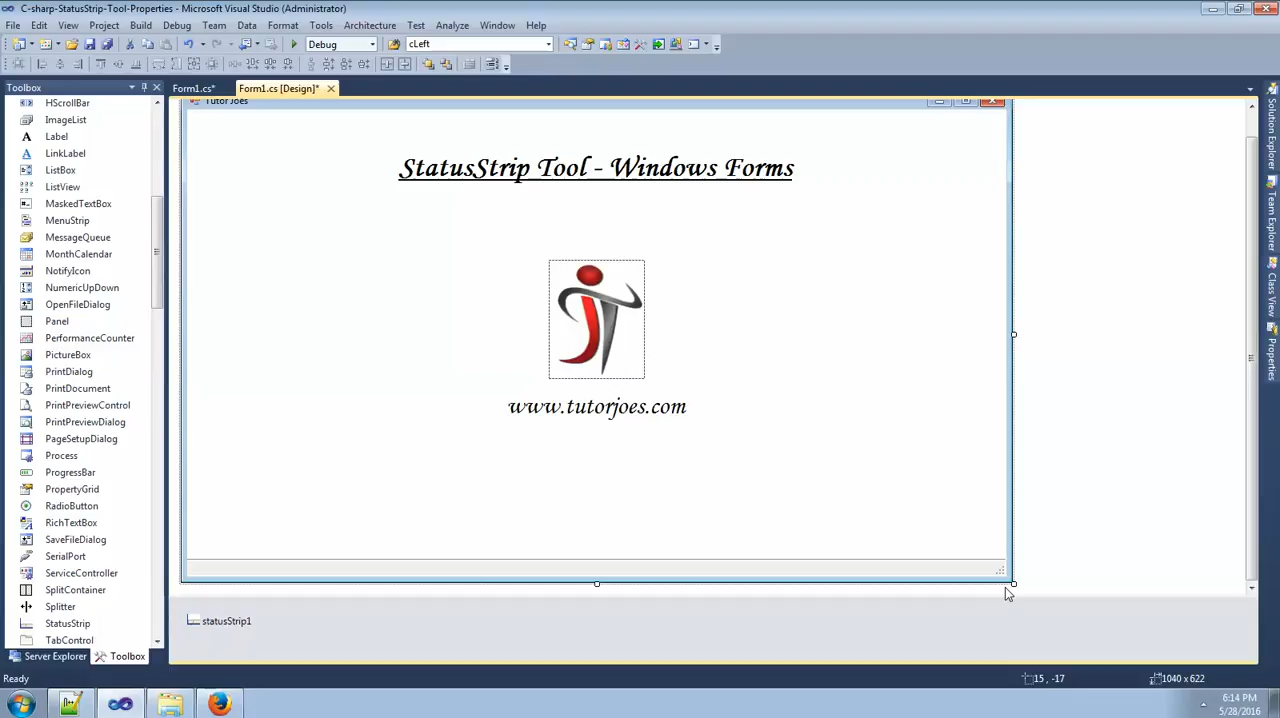 C-sharp-StatusStrip-Tool-Properties - Microsoft Visual Studio (Administrator)
File Edit View Project Build Debug Team Data Format Tools Architecture Test Analyze Window Help
Debug cLeft
Toolbox
Form1.cs* Form1.cs [Design]*
HScrollBar
ImageList
Label
LinkLabel
ListBox
ListView
MaskedTextBox
MenuStrip
MessageQueue
MonthCalendar
NotifyIcon
NumericUpDown
OpenFileDialog
Panel
PerformanceCounter
PictureBox
PrintDialog
PrintDocument
PrintPreviewControl
PrintPreviewDialog
PageSetupDialog
Process
ProgressBar
PropertyGrid
RadioButton
RichTextBox
SaveFileDialog
SerialPort
ServiceController
SplitContainer
Splitter
StatusStrip
TabControl
Server Explorer Toolbox
Tutor Joes
StatusStrip Tool - Windows Forms
www.tutorjoes.com
statusStrip1
Solution Explorer
Team Explorer
Class View
Properties
Ready
15 , -17
1040 x 622
6:14 PM
5/28/2016